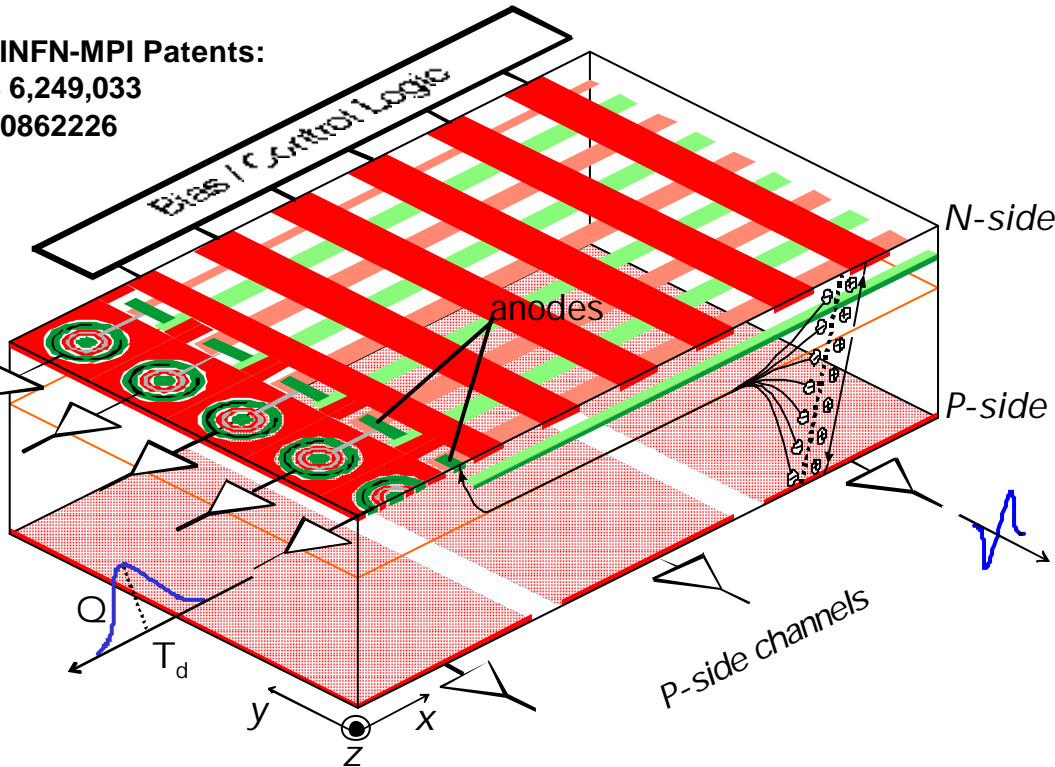 INFN-MPI Patents:
6,249,033
0862226
Bias / Control Logic
N-side
anodes
P-side
Q
T_d
P-side channels
y
x
z